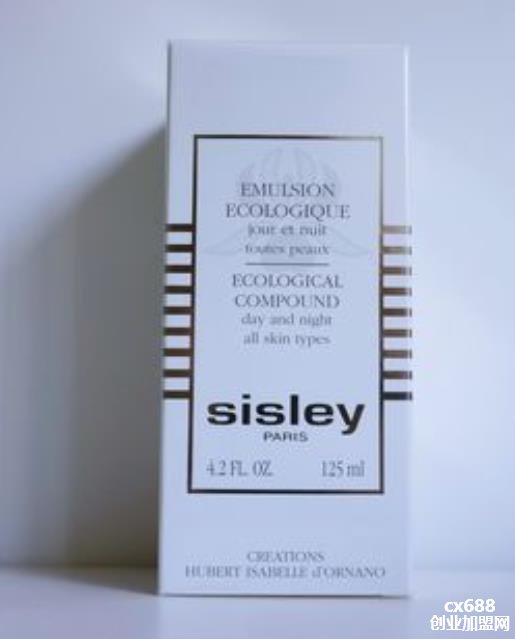 EMULSION
ECOLOGIQUE
jour et nuit
toutes peaux
ECOLOGICAL
COMPOUND
day and night
all skin types
sisley
PARIS
4.2 FL. OZ. 125 ml
CREATIONS
HUBERT ISABELLE d'ORNANO
cx688
创业加盟网